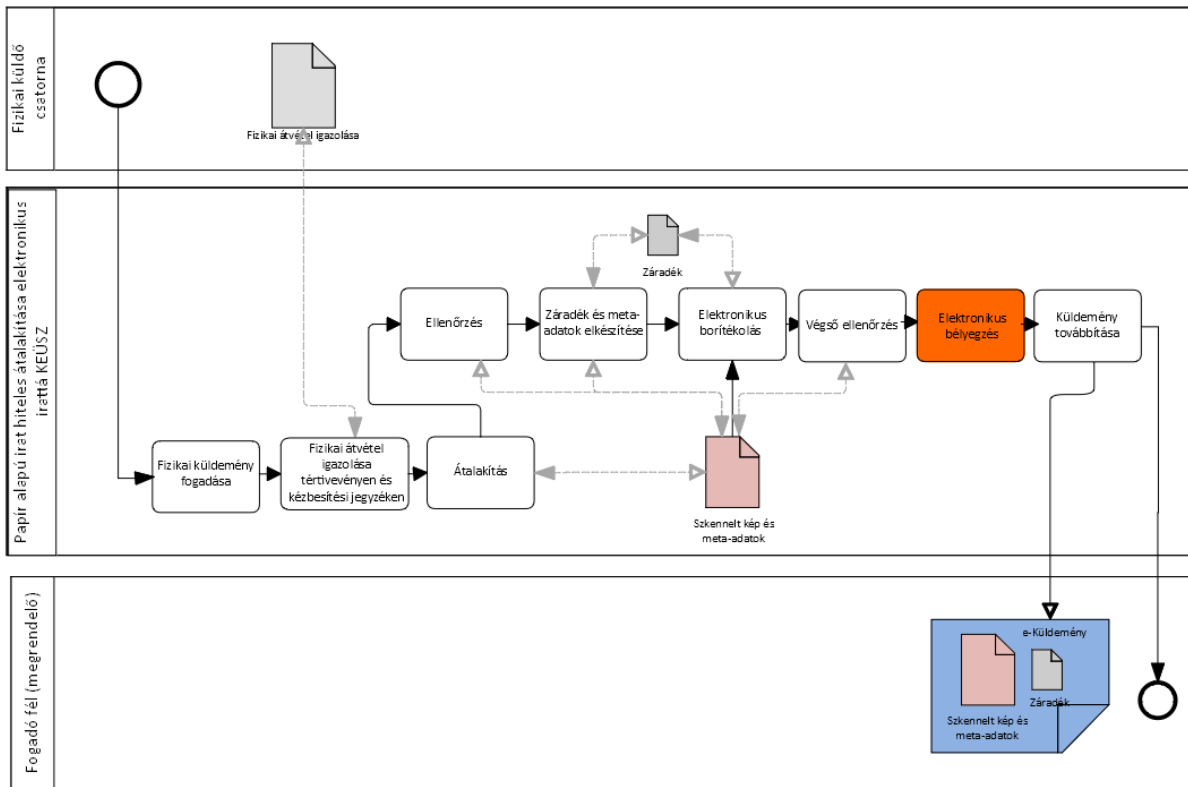 Fizikai küldő
csatorna
Fizikai átvétel igazolása
Papír alapú irat hiteles átalakítása elektronikus
irattá KEÜSZ
Záradék
Ellenőrzés
Záradék és meta-
adatok elkészítése
Elektronikus
borítékolás
Végső ellenőrzés
Elektronikus
bélyegzés
Küldemény
továbbítása
Fizikai küldemény
fogadása
Fizikai átvétel
igazolása
tértivevényen és
kézbesítési jegyzéken
Átalakítás
Szkennelt kép és
meta-adatok
Fogadó fél (megrendelő)
e-Küldemény
Záradék
Szkennelt kép és
meta-adatok